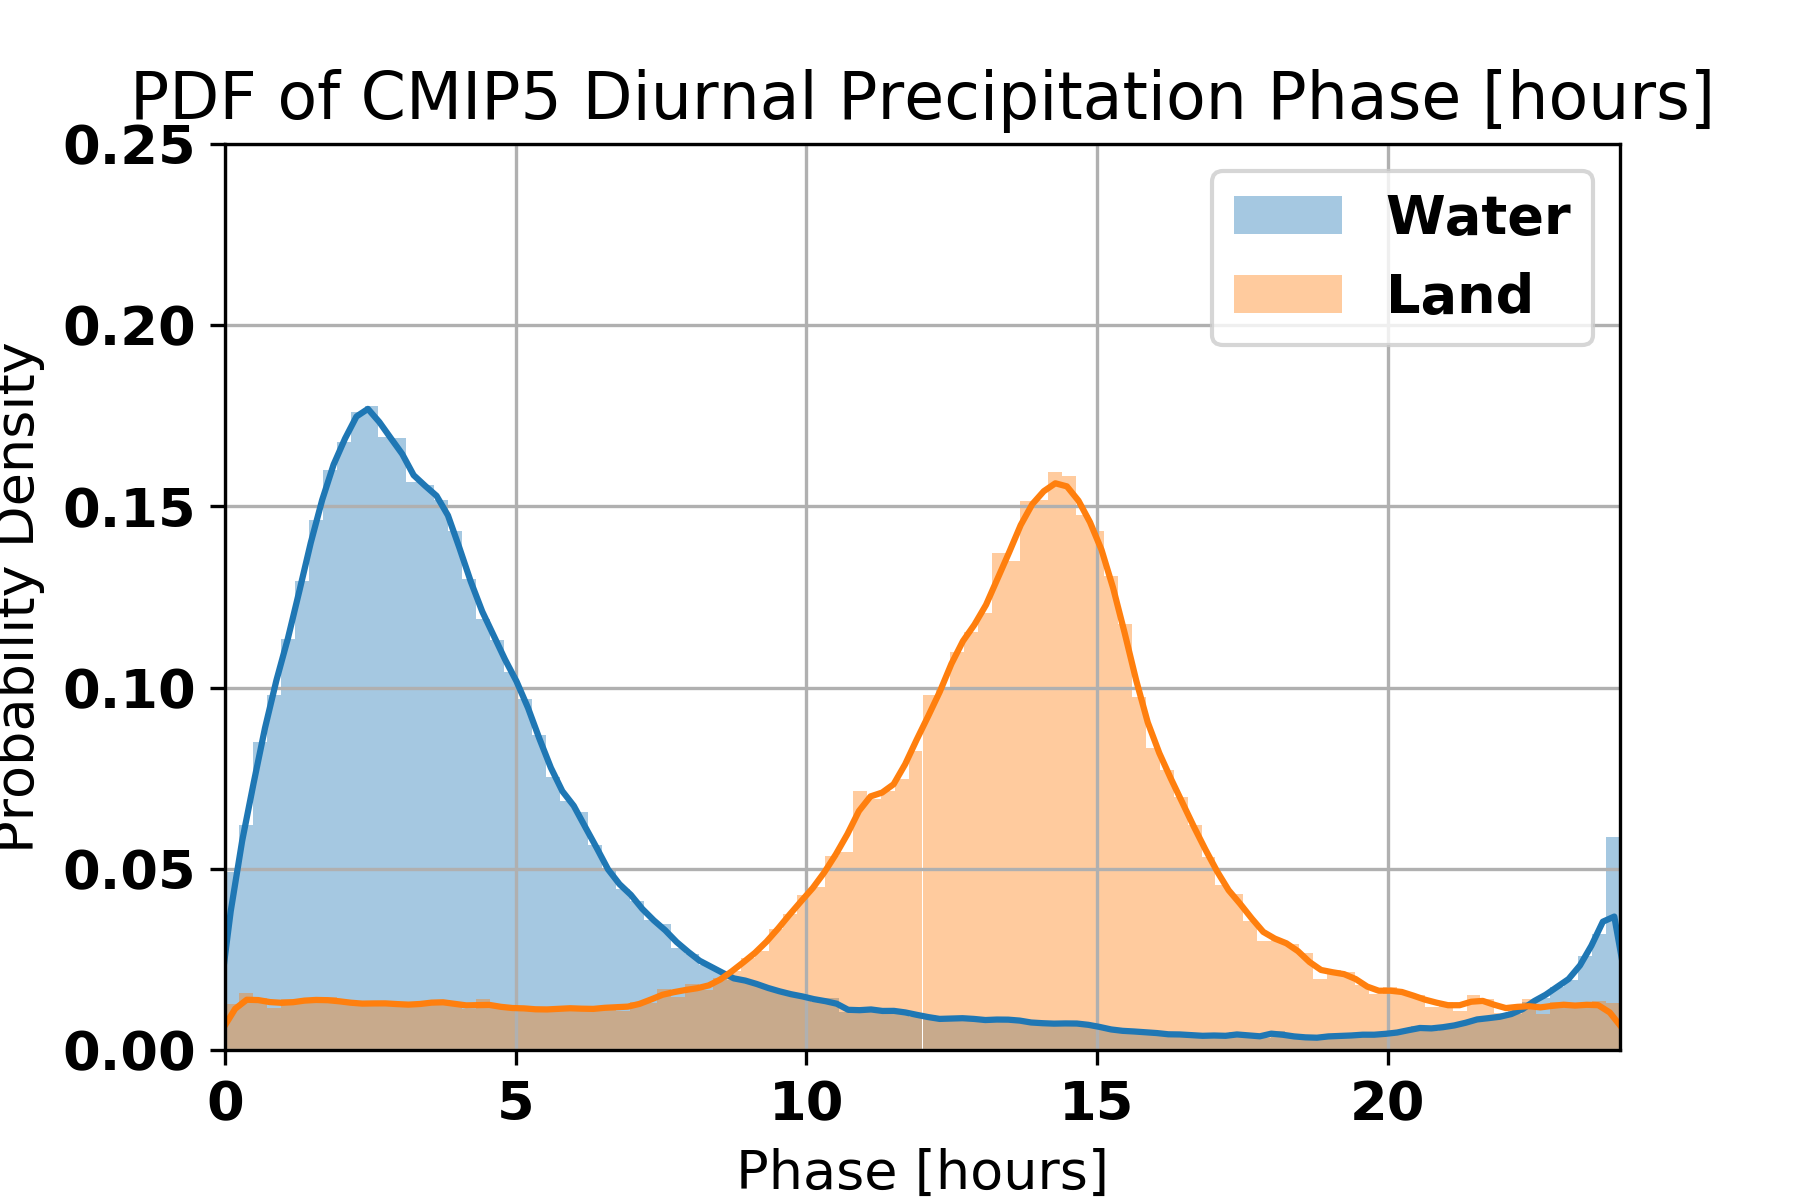 PDF of CMIP5 Diurnal Precipitation Phase [hours]
0.25
0.20
0.15
0.10
0.05
0.00
Probability Density
Water
Land
0 5 10 15 20
Phase [hours]